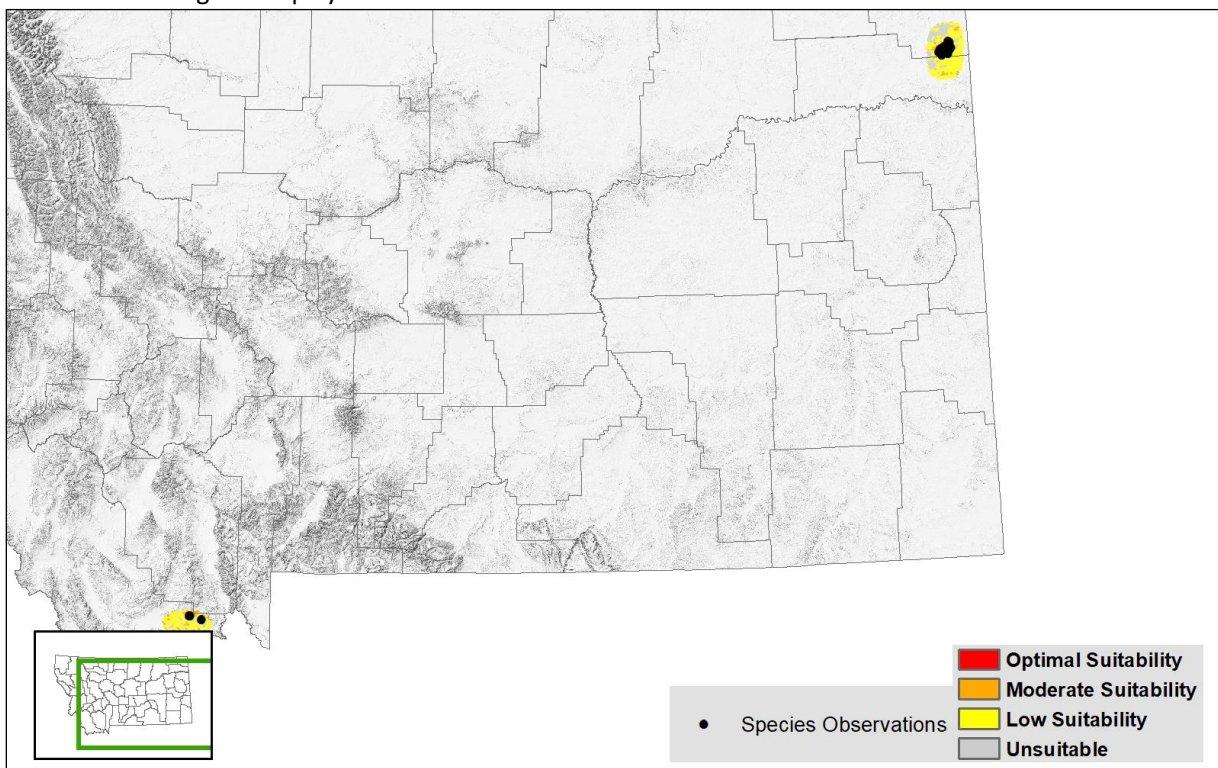 Species Observations
Optimal Suitability
Moderate Suitability
Low Suitability
Unsuitable